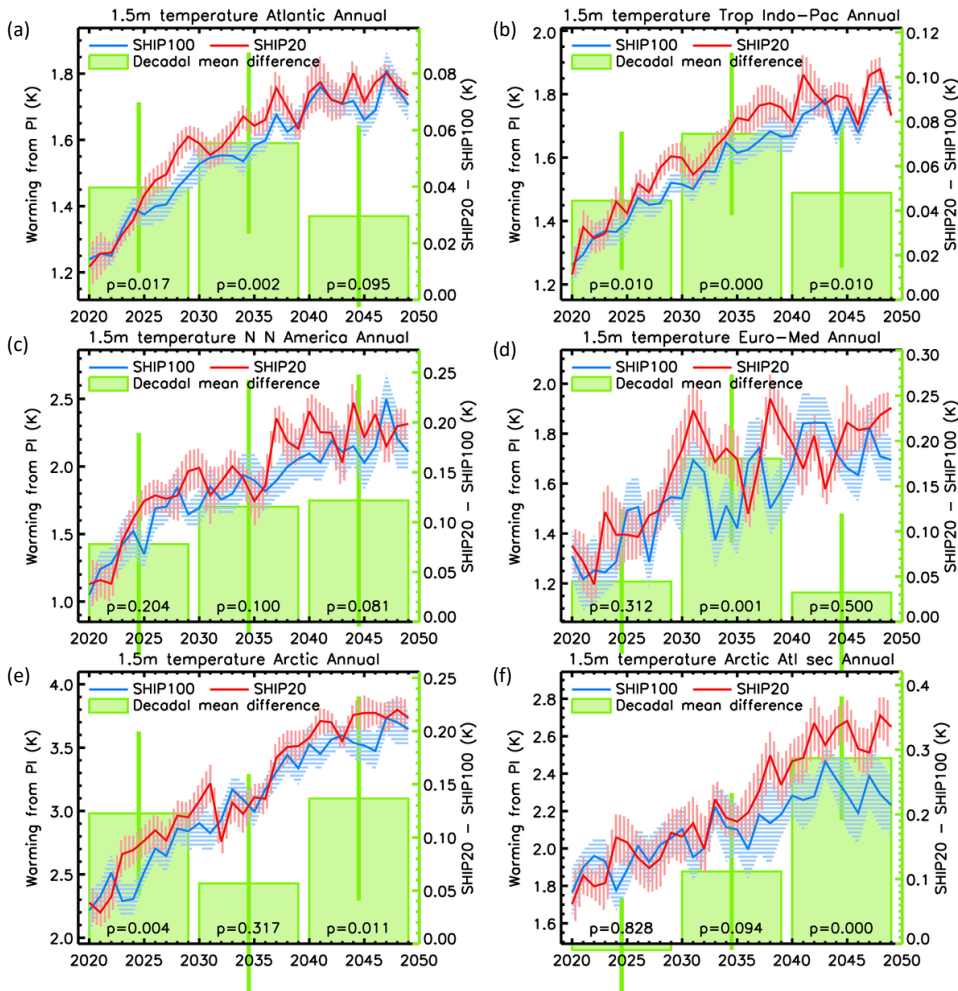 (a)
1.5m temperature Atlantic Annual
SHIP100 SHIP20
Decadal mean difference
Warming from PI (K)
1.8
1.6
1.4
1.2
0.08
0.06
0.04
0.02
0.00
SHIP20 - SHIP100 (K)
p=0.017 p=0.002 p=0.095
2020 2025 2030 2035 2040 2045 2050
(b)
1.5m temperature Trop Indo-Pac Annual
SHIP100 SHIP20
Decadal mean difference
Warming from PI (K)
2.0
1.8
1.6
1.4
1.2
0.12
0.10
0.08
0.06
0.04
0.02
0.00
SHIP20 - SHIP100 (K)
p=0.010 p=0.000 p=0.010
2020 2025 2030 2035 2040 2045 2050
(c)
1.5m temperature N N America Annual
SHIP100 SHIP20
Decadal mean difference
Warming from PI (K)
2.5
2.0
1.5
1.0
0.25
0.20
0.15
0.10
0.05
0.00
SHIP20 - SHIP100 (K)
p=0.204 p=0.100 p=0.081
2020 2025 2030 2035 2040 2045 2050
(d)
1.5m temperature Euro-Med Annual
SHIP100 SHIP20
Decadal mean difference
Warming from PI (K)
2.0
1.8
1.6
1.4
1.2
0.30
0.25
0.20
0.15
0.10
0.05
0.00
SHIP20 - SHIP100 (K)
p=0.312 p=0.001 p=0.500
2020 2025 2030 2035 2040 2045 2050
(e)
1.5m temperature Arctic Annual
SHIP100 SHIP20
Decadal mean difference
Warming from PI (K)
4.0
3.5
3.0
2.5
2.0
0.25
0.20
0.15
0.10
0.05
0.00
SHIP20 - SHIP100 (K)
p=0.004 p=0.317 p=0.011
2020 2025 2030 2035 2040 2045 2050
(f)
1.5m temperature Arctic Atl sec Annual
SHIP100 SHIP20
Decadal mean difference
Warming from PI (K)
2.8
2.6
2.4
2.2
2.0
1.8
1.6
0.4
0.3
0.2
0.1
0.0
SHIP20 - SHIP100 (K)
p=0.828 p=0.094 p=0.000
2020 2025 2030 2035 2040 2045 2050